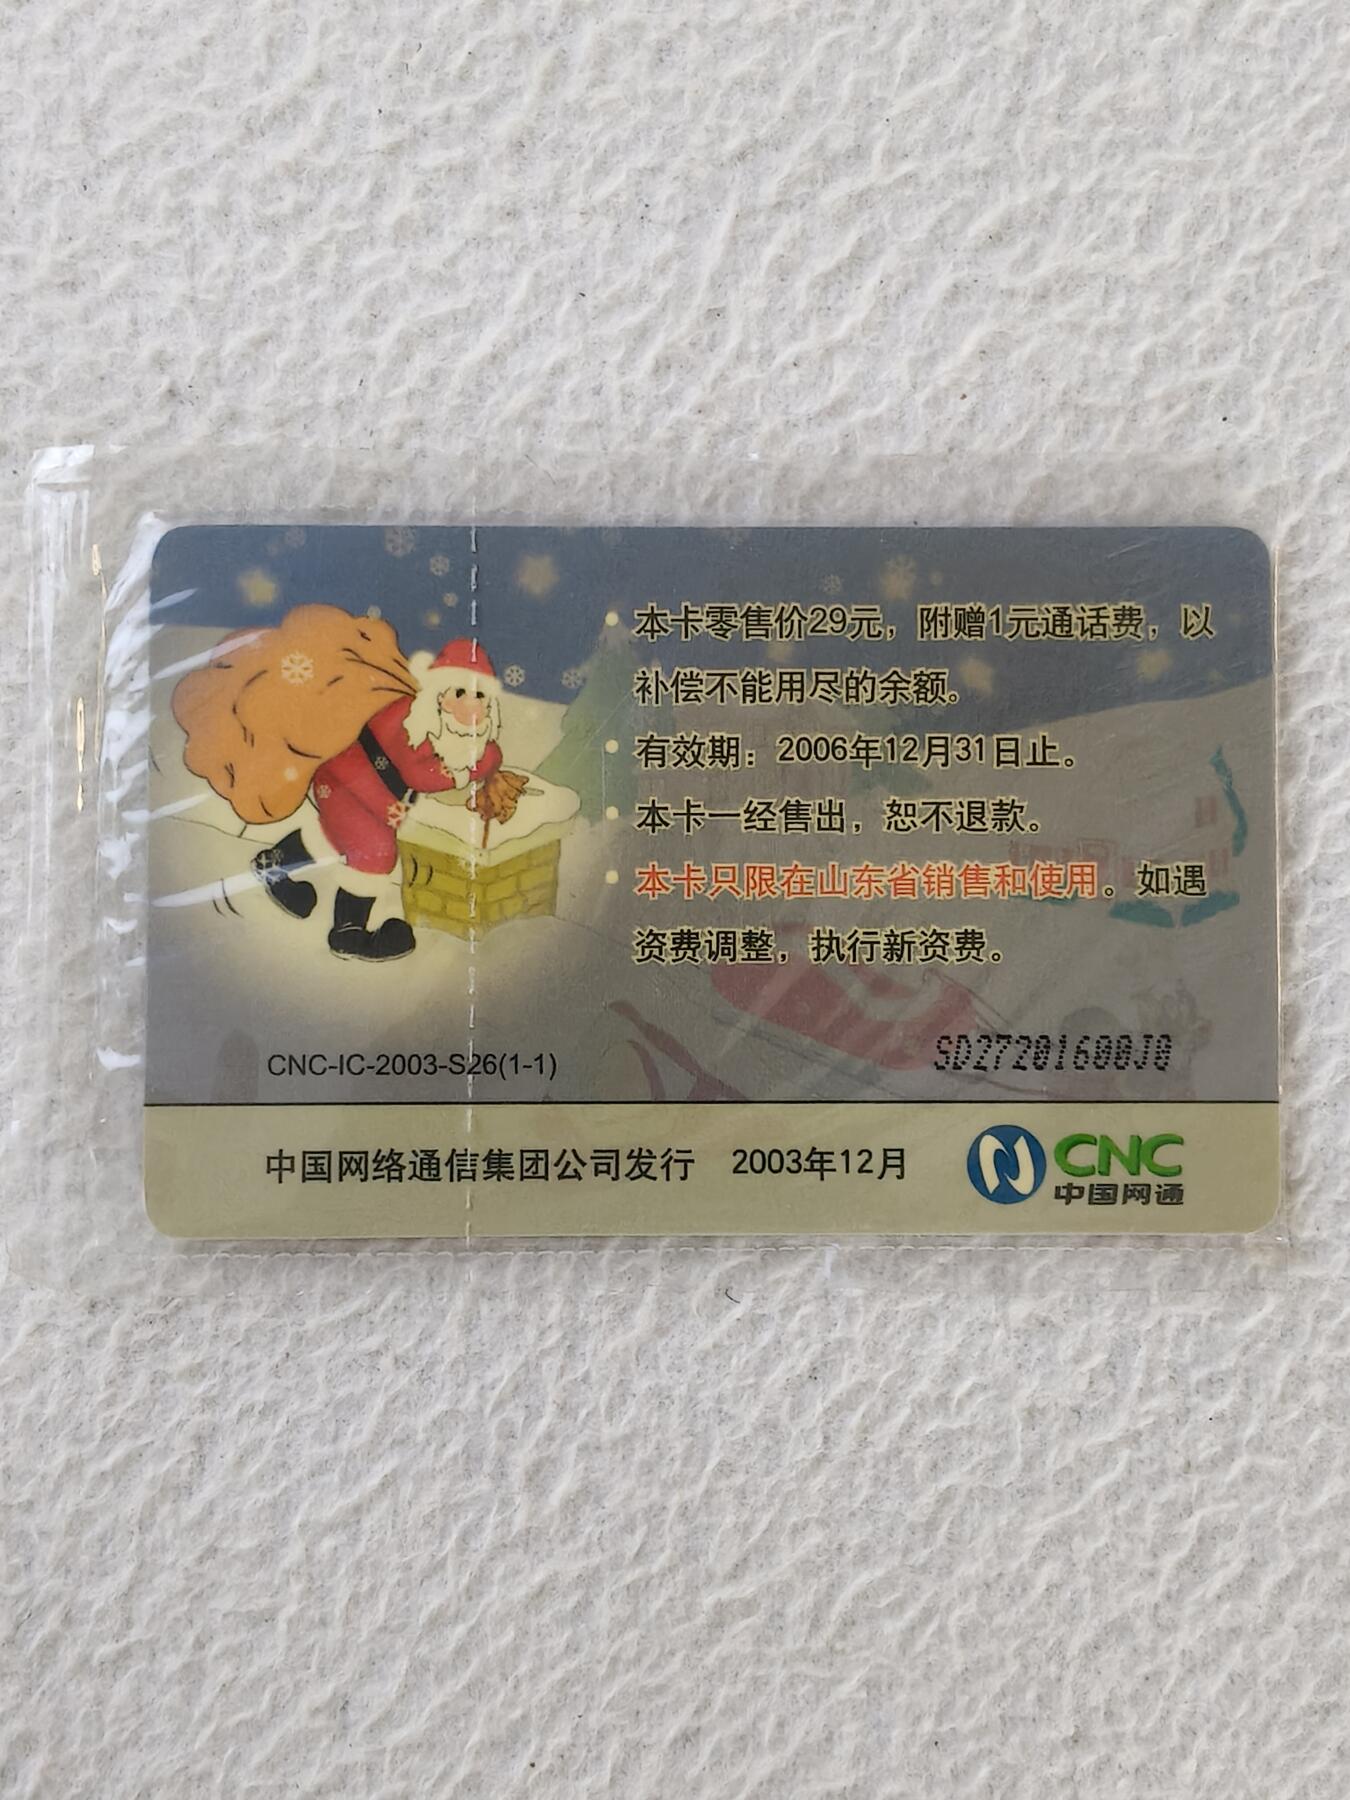 本卡零售价29元，附赠1元通话费，以
补偿不能用尽的余额。
有效期：2006年12月31日止。
本卡一经售出，恕不退款。
本卡只限在山东省销售和使用。如遇
资费调整，执行新资费。
CNC-IC-2003-S26(1-1)
SD27201600J0
中国网络通信集团公司发行 2003年12月
CNC
中国网通